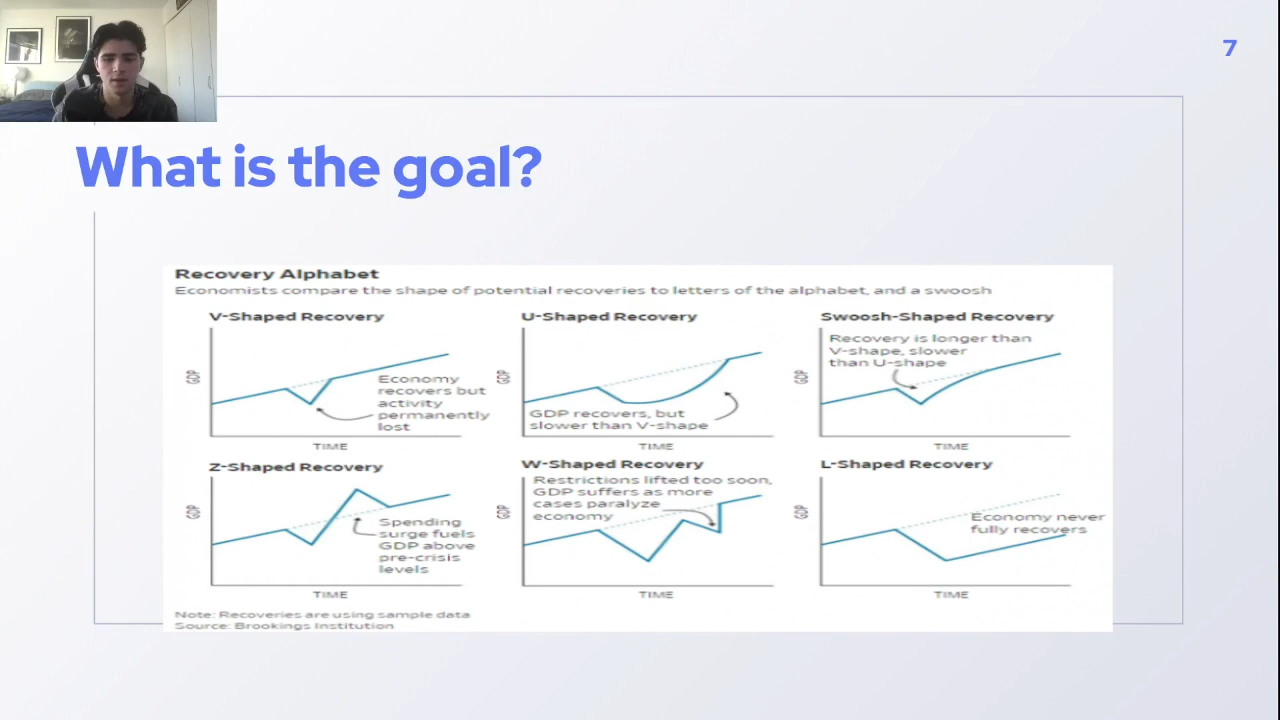 7
What is the goal?
Recovery Alphabet
Economists compare the shape of potential recoveries to letters of the alphabet, and a swoosh
V-Shaped Recovery
GDP
Economy
recovers but
activity
permanently
lost
TIME
U-Shaped Recovery
GDP
GDP recovers, but
slower than V-shape
TIME
Swoosh-Shaped Recovery
Recovery is longer than
V-shape, slower
than U-shape
GDP
TIME
Z-Shaped Recovery
GDP
Spending
surge fuels
GDP above
pre-crisis
levels
TIME
W-Shaped Recovery
Restrictions lifted too soon,
GDP suffers as more
cases paralyze
economy
GDP
TIME
L-Shaped Recovery
GDP
Economy never
fully recovers
TIME
Note: Recoveries are using sample data
Source: Brookings Institution